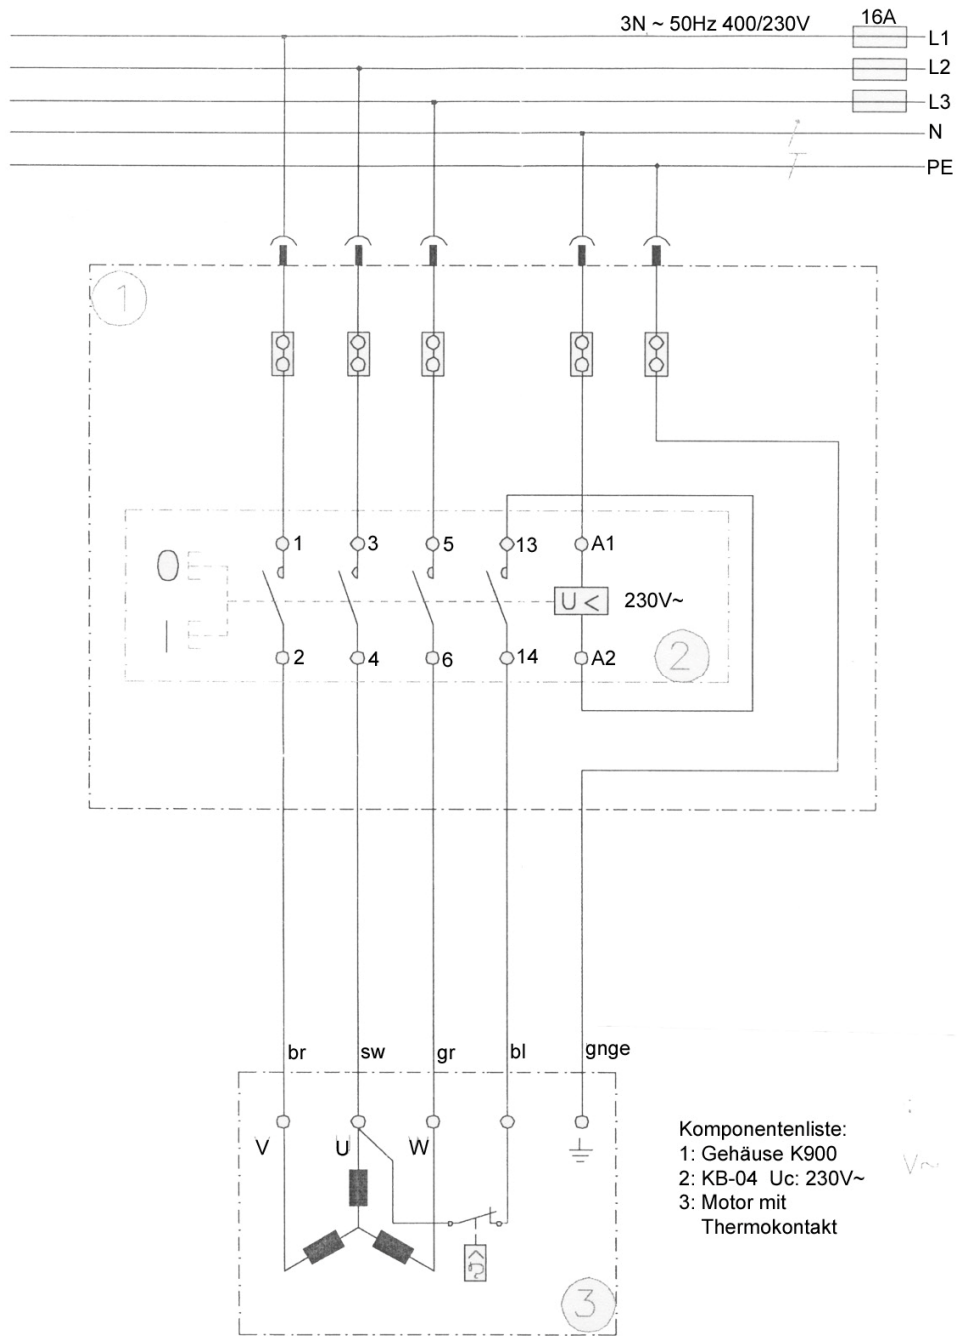 3N ~ 50Hz 400/230V
16A
L1
L2
L3
N
PE
1
1
3
5
13
A1
0
I
U <
230V~
2
4
6
14
A2
2
br
sw
gr
bl
gnge
V
U
W
Komponentenliste:
1: Gehäuse K900
2: KB-04 Uc: 230V~
3: Motor mit
Thermokontakt
V~
3